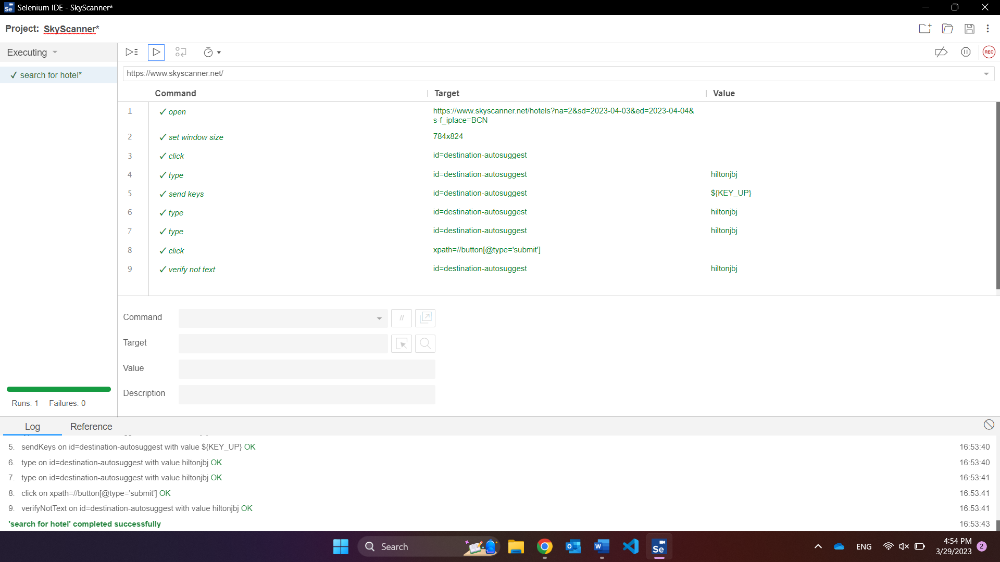 Selenium IDE - SkyScanner*
Project: SkyScanner*
Executing
✓ search for hotel*
REC
https://www.skyscanner.net/
Command Target Value
1 ✓ open https://www.skyscanner.net/hotels?na=2&sd=2023-04-03&ed=2023-04-04&
s-f_iplace=BCN
2 ✓ set window size 784x824
3 ✓ click id=destination-autosuggest
4 ✓ type id=destination-autosuggest hiltonjbj
5 ✓ send keys id=destination-autosuggest ${KEY_UP}
6 ✓ type id=destination-autosuggest hiltonjbj
7 ✓ type id=destination-autosuggest hiltonjbj
8 ✓ click xpath=//button[@type='submit']
9 ✓ verify not text id=destination-autosuggest hiltonjbj
Command //
Target
Value
Description
Runs: 1 Failures: 0
Log Reference
5. sendKeys on id=destination-autosuggest with value ${KEY_UP} OK 16:53:40
6. type on id=destination-autosuggest with value hiltonjbj OK 16:53:40
7. type on id=destination-autosuggest with value hiltonjbj OK 16:53:41
8. click on xpath=//button[@type='submit'] OK 16:53:41
9. verifyNotText on id=destination-autosuggest with value hiltonjbj OK 16:53:41
'search for hotel' completed successfully 16:53:43
Search
Se
ENG
4:54 PM
3/29/2023
2